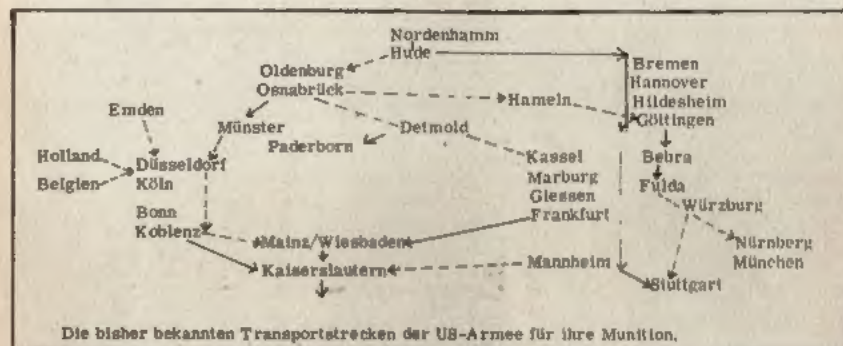 Nordenhamm
Hude
Oldenburg
Osnabrück
Bremen
Hannover
Hildesheim
Göttingen
Emden
Hameln
Münster
Detmold
Paderborn
Holland
Belgien
Düsseldorf
Köln
Kassel
Marburg
Giessen
Frankfurt
Bebra
Fulda
Würzburg
Bonn
Koblenz
Mainz/Wiesbaden
Nürnberg
München
Kaiserslautern
Mannheim
Stuttgart
Die bisher bekannten Transportstrecken der US-Armee für ihre Munition.